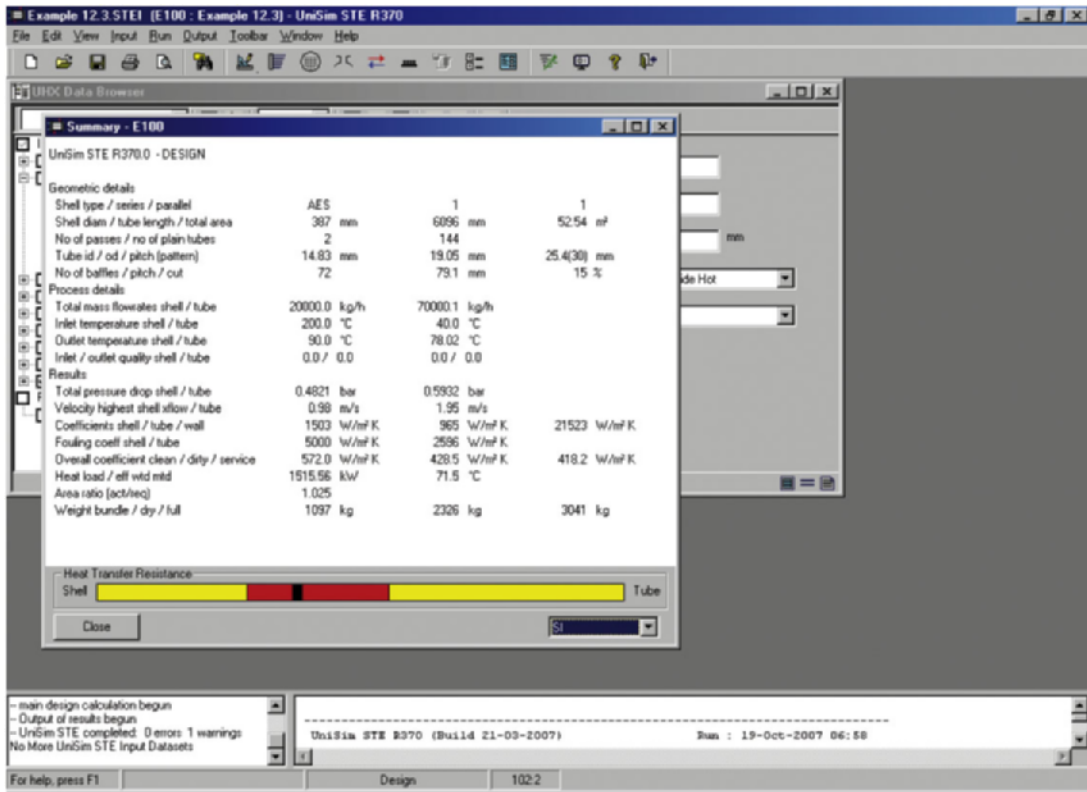 Example 12.3.STEI (E100 : Example 12.3) - UniSim STE R370
File Edit View Input Run Output Toolbar Window Help
UHX Data Browser
Summary - E100
UniSim STE R370.0 - DESIGN
Geometric details
Shell type / series / parallel AES 1 1
Shell diam / tube length / total area 387 mm 6096 mm 52.54 m²
No of passes / no of plain tubes 2 144
Tube id / od / pitch (pattern) 14.83 mm 19.05 mm 25.4(30) mm
No of baffles / pitch / cut 72 79.1 mm 15 %
Process details
Total mass flowrates shell / tube 20000.0 kg/h 70000.1 kg/h
Inlet temperature shell / tube 200.0 °C 40.0 °C
Outlet temperature shell / tube 90.0 °C 78.02 °C
Inlet / outlet quality shell / tube 0.0 / 0.0 0.0 / 0.0
Results
Total pressure drop shell / tube 0.4821 bar 0.5932 bar
Velocity highest shell xflow / tube 0.98 m/s 1.95 m/s
Coefficients shell / tube / wall 1503 W/m² K 965 W/m² K 21523 W/m² K
Fouling coeff shell / tube 5000 W/m² K 2596 W/m² K
Overall coefficient clean / dirty / service 572.0 W/m² K 428.5 W/m² K 418.2 W/m² K
Heat load / eff wtd mtd 1515.56 kW 71.5 °C
Area ratio (act/req) 1.025
Weight bundle / dry / full 1097 kg 2326 kg 3041 kg
mm
Hot
Heat Transfer Resistance
Shell Tube
Close SI
-- main design calculation begun
-- Output of results begun
-- UniSim STE completed: 0 errors 1 warnings
No More UniSim STE Input Datasets
UniSim STE R370 (Build 21-03-2007) Run : 19-Oct-2007 06:58
For help, press F1 Design 102:2